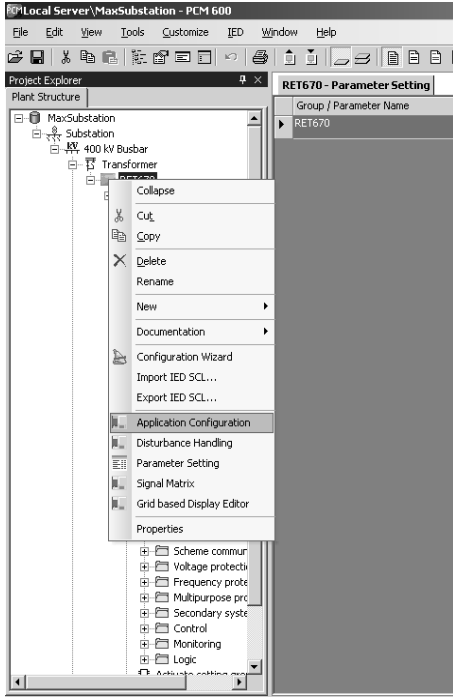 Local Server\MaxSubstation - PCM 600
File Edit View Tools Customize IED Window Help
Project Explorer
Plant Structure
RET670 - Parameter Setting
Group / Parameter Name
RET670
MaxSubstation
Substation
400 kV Busbar
Transformer
RET670
Collapse
Cut
Copy
Delete
Rename
New
Documentation
Configuration Wizard
Import IED SCL...
Export IED SCL...
Application Configuration
Disturbance Handling
Parameter Setting
Signal Matrix
Grid based Display Editor
Properties
Scheme commun
Voltage protecti
Frequency prote
Multipurpose pro
Secondary syste
Control
Monitoring
Logic